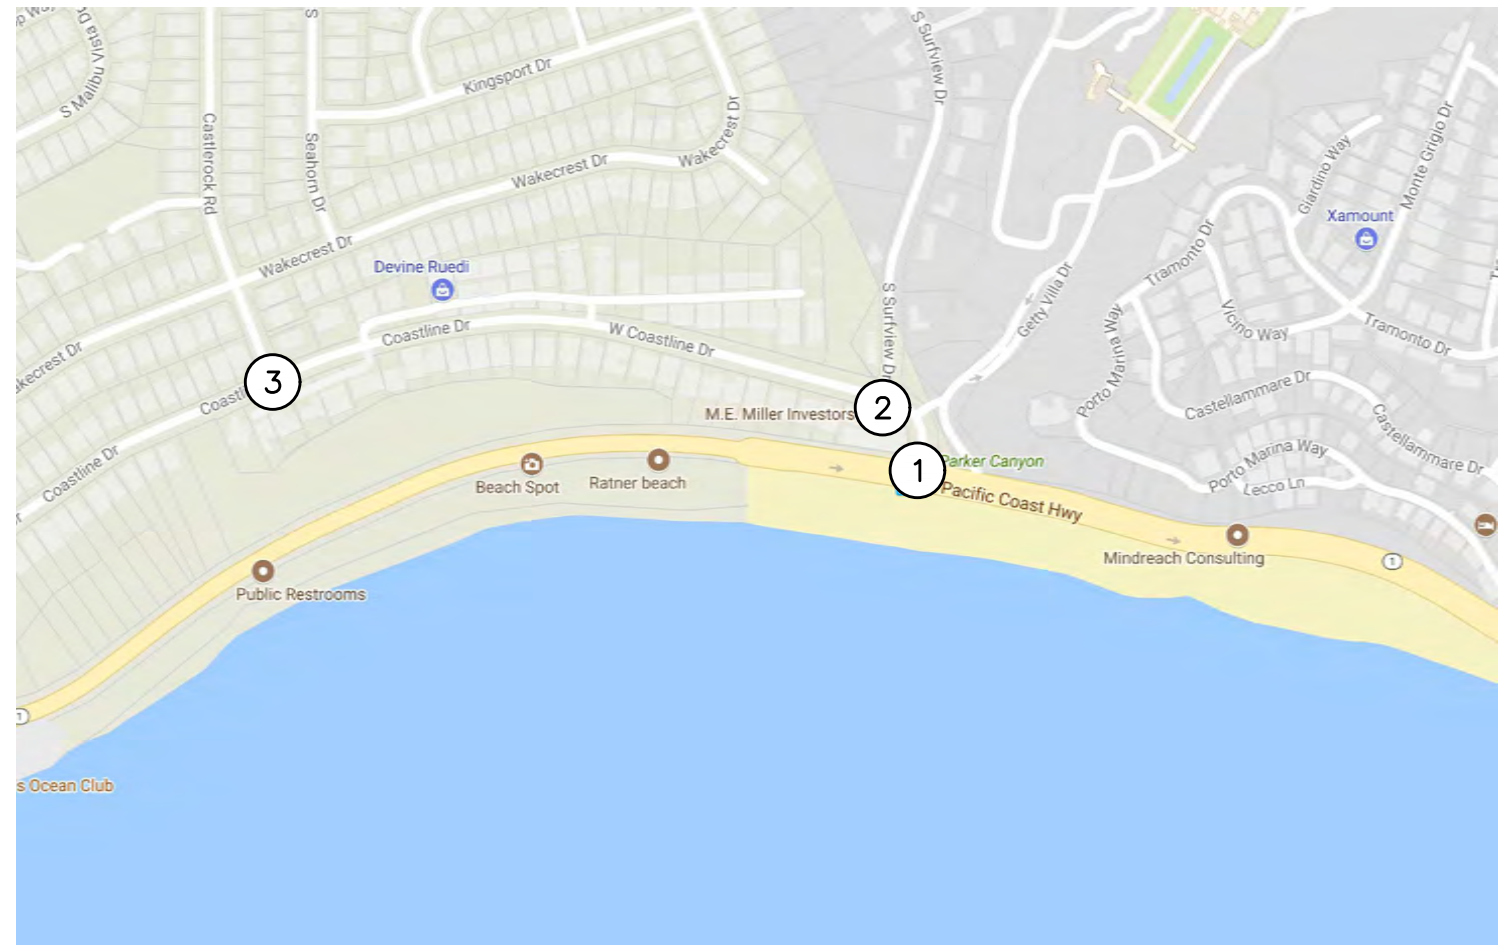 S Malibu Vista Dr
Castlerock Rd
S
Seahorn Dr
Kingsport Dr
Wakecrest Dr
Wakecrest Dr
Wakecrest Dr
S Surfview Dr
S Surfview Dr
Getty Villa Dr
Giardino Way
Monte Grigio Dr
Xamount
Tramonto Dr
Vicino Way
Tramonto Dr
Porto Marina Way
Castellammare Dr
Castellammare Dr
Porto Marina Way
Lecco Ln
Devine Ruedi
Coastline Dr
W Coastline Dr
3
2
1
M.E. Miller Investors
Parker Canyon
Pacific Coast Hwy
Coastline Dr
Beach Spot
Ratner beach
Mindreach Consulting
1
Public Restrooms
1
s Ocean Club